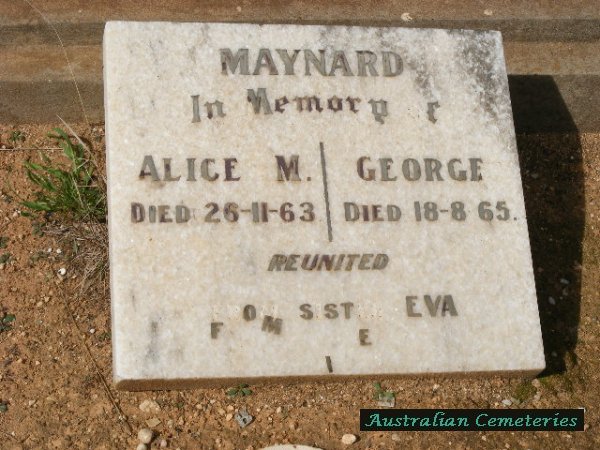 MAYNARD
In Memory
ALICE M. GEORGE
DIED 26-11-63 DIED 18-8 65.
REUNITED
EVA
Australian Cemeteries